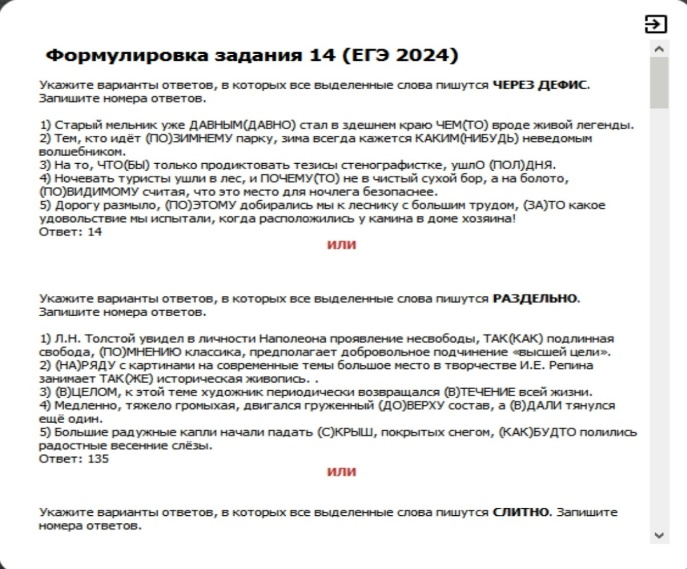 Формулировка задания 14 (ЕГЭ 2024)
Укажите варианты ответов, в которых все выделенные слова пишутся ЧЕРЕЗ ДЕФИС.
Запишите номера ответов.
1) Старый мельник уже ДАВНЫМ(ДАВНО) стал в здешнем краю ЧЕМ(ТО) вроде живой легенды.
2) Тем, кто идёт (ПО)ЗИМНЕМУ парку, зима всегда кажется КАКИМ(НИБУДЬ) неведомым
волшебником.
3) На то, ЧТО(БЫ) только продиктовать тезисы стенографистке, ушлО (ПОЛ)ДНЯ.
4) Ночевать туристы ушли в лес, и ПОЧЕМУ(ТО) не в чистый сухой бор, а на болото,
(ПО)ВИДИМОМУ считая, что это место для ночлега безопаснее.
5) Дорогу размыло, (ПО)ЭТОМУ добирались мы к леснику с большим трудом, (ЗА)ТО какое
удовольствие мы испытали, когда расположились у камина в доме хозяина!
Ответ: 14
или
Укажите варианты ответов, в которых все выделенные слова пишутся РАЗДЕЛЬНО.
Запишите номера ответов.
1) Л.Н. Толстой увидел в личности Наполеона проявление несвободы, ТАК(КАК) подлинная
свобода, (ПО)МНЕНИЮ классика, предполагает добровольное подчинение «высшей цели».
2) (НА)РЯДУ с картинами на современные темы большое место в творчестве И.Е. Репина
занимает ТАК(ЖЕ) историческая живопись. .
3) (В)ЦЕЛОМ, к этой теме художник периодически возвращался (В)ТЕЧЕНИЕ всей жизни.
4) Медленно, тяжело громыхая, двигался груженный (ДО)ВЕРХУ состав, а (В)ДАЛИ тянулся
ещё один.
5) Большие радужные капли начали падать (С)КРЫШ, покрытых снегом, (КАК)БУДТО полились
радостные весенние слёзы.
Ответ: 135
или
Укажите варианты ответов, в которых все выделенные слова пишутся СЛИТНО. Запишите
номера ответов.